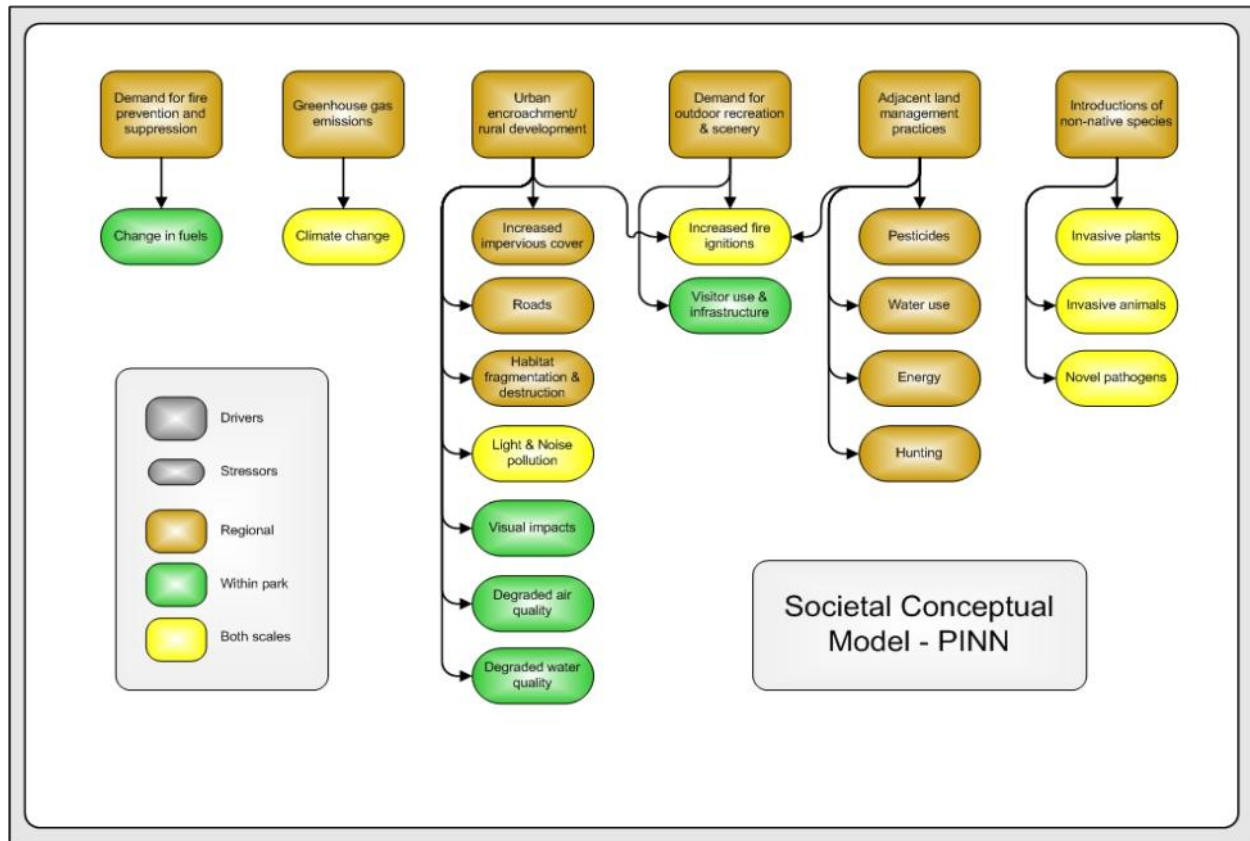 Demand for fire
prevention and
suppression
Greenhouse gas
emissions
Urban
encroachment/
rural development
Demand for
outdoor recreation
& scenery
Adjacent land
management
practices
Introductions of
non-native species
Change in fuels
Climate change
Increased
impervious cover
Increased fire
ignitions
Pesticides
Invasive plants
Roads
Visitor use &
infrastructure
Water use
Invasive animals
Habitat
fragmentation &
destruction
Energy
Novel pathogens
Light & Noise
pollution
Hunting
Visual impacts
Degraded air
quality
Degraded water
quality
Drivers
Stressors
Regional
Within park
Both scales
Societal Conceptual
Model - PINN